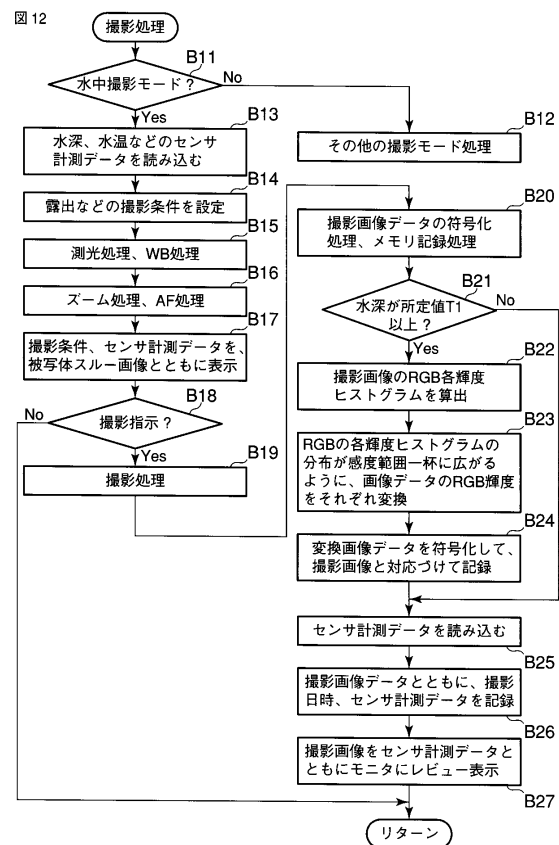 図12
撮影処理
B11
水中撮影モード？
No
Yes
B13
水深、水温などのセンサ
計測データを読み込む
B14
露出などの撮影条件を設定
B15
測光処理、WB処理
B16
ズーム処理、AF処理
B17
撮影条件、センサ計測データを、
被写体スルー画像とともに表示
B18
No
撮影指示？
Yes
B19
撮影処理
B12
その他の撮影モード処理
B20
撮影画像データの符号化
処理、メモリ記録処理
B21
水深が所定値T1
以上？
No
Yes
B22
撮影画像のRGB各輝度
ヒストグラムを算出
B23
RGBの各輝度ヒストグラムの
分布が感度範囲一杯に広がる
ように、画像データのRGB輝度
をそれぞれ変換
B24
変換画像データを符号化して、
撮影画像と対応づけて記録
センサ計測データを読み込む
B25
撮影画像データとともに、撮影
日時、センサ計測データを記録
B26
撮影画像をセンサ計測データと
ともにモニタにレビュー表示
B27
リターン